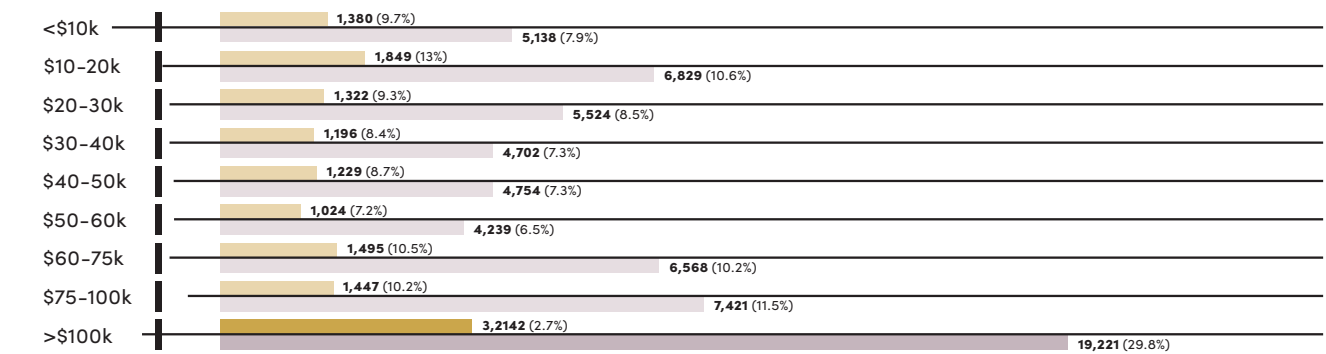 <$10k 1,380 (9.7%)
5,138 (7.9%)
$10-20k 1,849 (13%)
6,829 (10.6%)
$20-30k 1,322 (9.3%)
5,524 (8.5%)
$30-40k 1,196 (8.4%)
4,702 (7.3%)
$40-50k 1,229 (8.7%)
4,754 (7.3%)
$50-60k 1,024 (7.2%)
4,239 (6.5%)
$60-75k 1,495 (10.5%)
6,568 (10.2%)
$75-100k 1,447 (10.2%)
7,421 (11.5%)
>$100k 3,2142 (2.7%)
19,221 (29.8%)